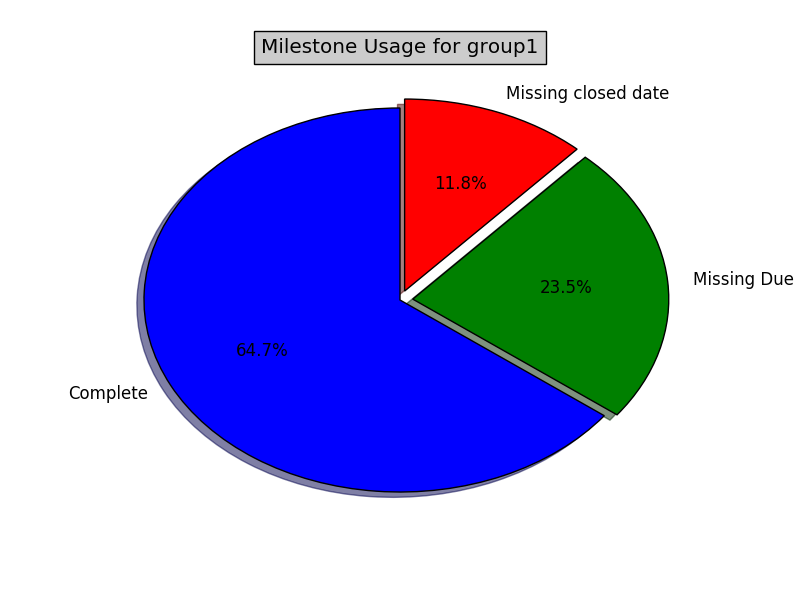 Milestone Usage for group1
Missing closed date
11.8%
Missing Due
23.5%
64.7%
Complete